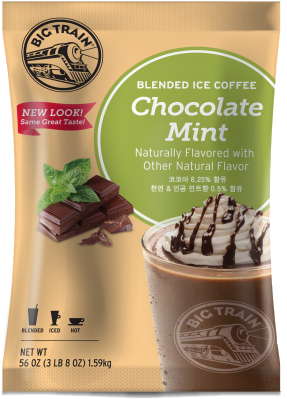 BIG TRAIN
NEW LOOK!
Same Great Taste!
BLENDED ICE COFFEE
Chocolate
Mint
Naturally Flavored with
Other Natural Flavor
코코아 8.25% 함유
천연 & 인공 민트향 0.5% 함유
BLENDED ICED HOT
NET WT
56 OZ (3 LB 8 OZ) 1.59kg
BIG TRAIN